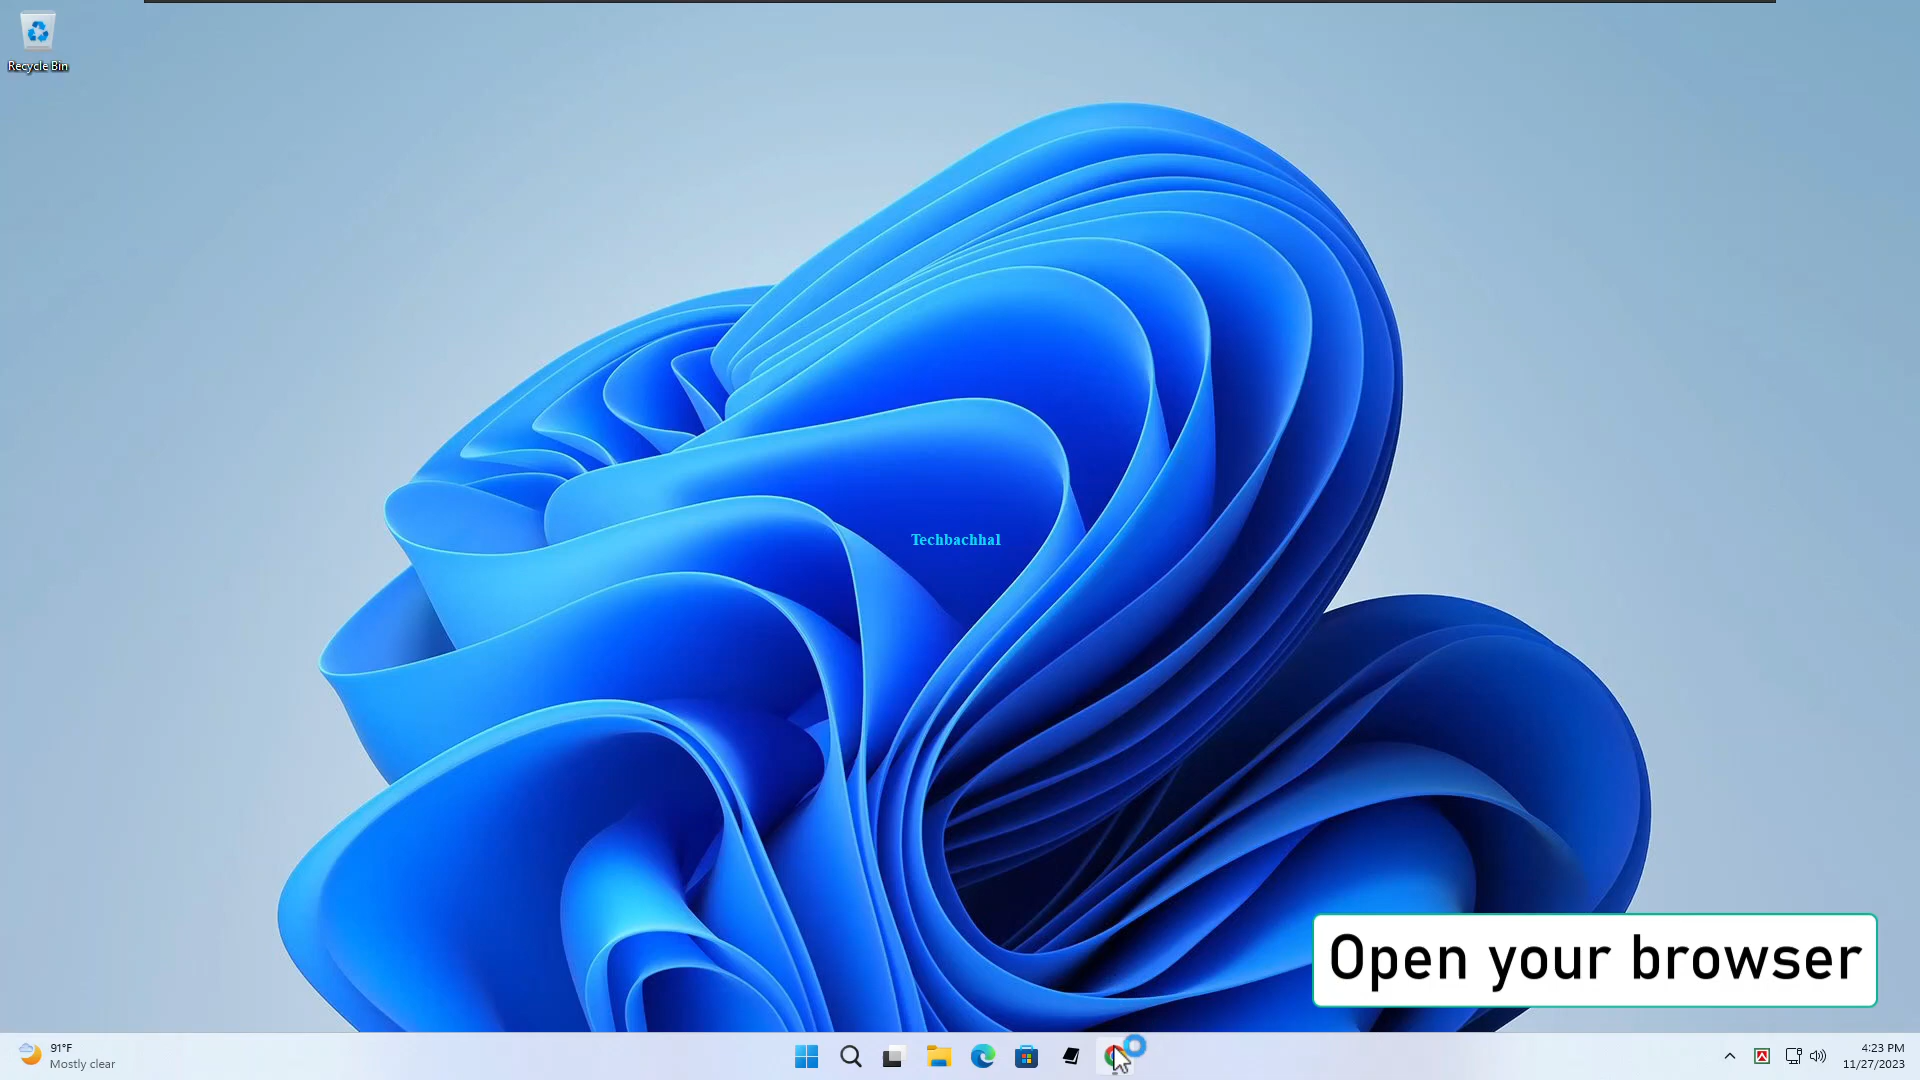 Recycle Bin
Techbachhal
Open your browser
91°F
Mostly clear
4:23 PM
11/27/2023